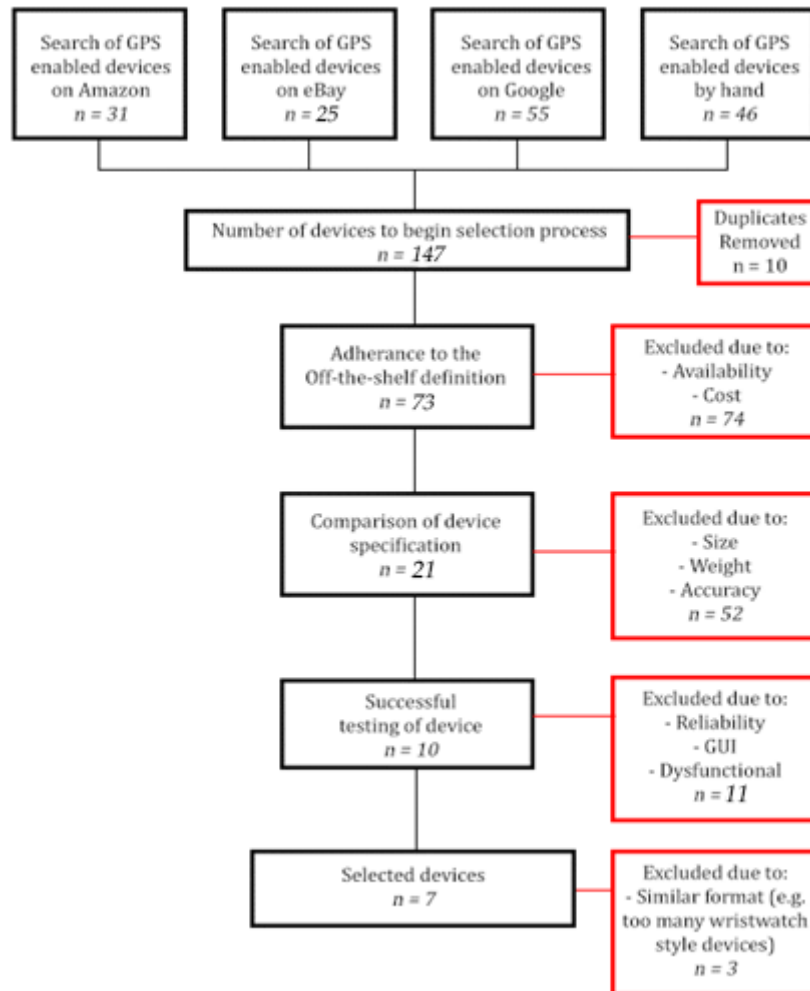 Search of GPS
enabled devices
on Amazon
n = 31
Search of GPS
enabled devices
on eBay
n = 25
Search of GPS
enabled devices
on Google
n = 55
Search of GPS
enabled devices
by hand
n = 46
Number of devices to begin selection process
n = 147
Duplicates
Removed
n = 10
Adherance to the
Off-the-shelf definition
n = 73
Excluded due to:
- Availability
- Cost
n = 74
Comparison of device
specification
n = 21
Excluded due to:
- Size
- Weight
- Accuracy
n = 52
Successful
testing of device
n = 10
Excluded due to:
- Reliability
- GUI
- Dysfunctional
n = 11
Selected devices
n = 7
Excluded due to:
- Similar format (e.g.
too many wristwatch
style devices)
n = 3